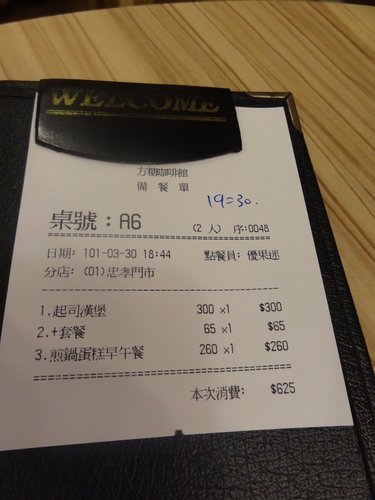 WELCOME
方糖咖啡館
備餐單
19=30.
桌號:A6
(2 人) 序:0048
日期: 101-03-30 18:44 點餐員: 優果迷
分店: (01)忠孝門市
1.起司漢堡 300 x1 $300
2.+套餐 65 x1 $65
3.煎鍋蛋糕早午餐 260 x1 $260
本次消費: $625